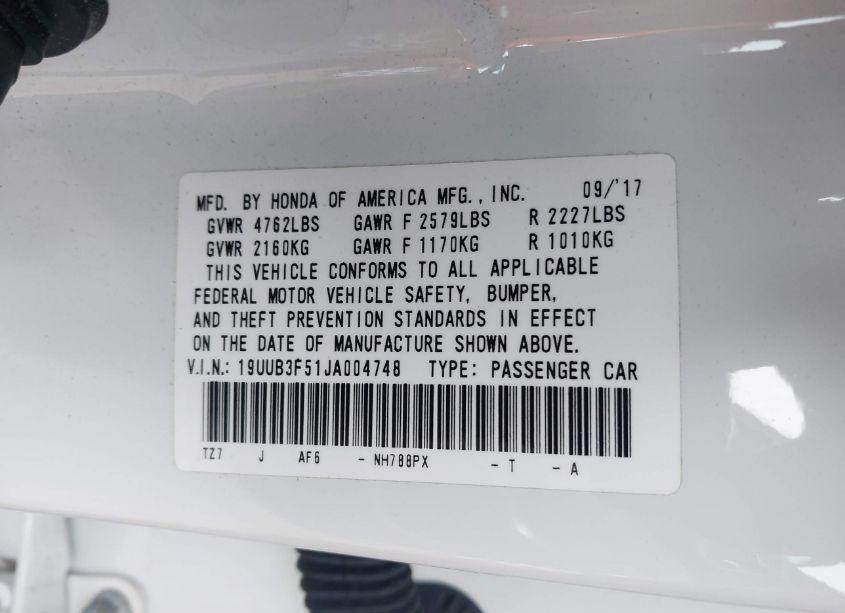 MFD. BY HONDA OF AMERICA MFG., INC. 09/'17
GVWR 4762LBS GAWR F 2579LBS R 2227LBS
GVWR 2160KG GAWR F 1170KG R 1010KG
THIS VEHICLE CONFORMS TO ALL APPLICABLE
FEDERAL MOTOR VEHICLE SAFETY, BUMPER,
AND THEFT PREVENTION STANDARDS IN EFFECT
ON THE DATE OF MANUFACTURE SHOWN ABOVE.
V.I.N.: 19UUB3F51JA004748 TYPE: PASSENGER CAR
TZ7 J AF6 - NH788PX - T - A